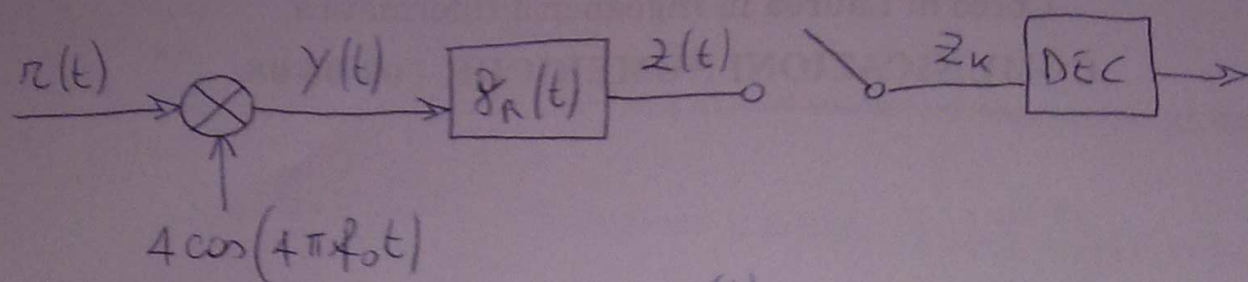 r(t)
y(t)
g_R(t)
z(t)
z_k
DEC
4cos(4πf₀t)